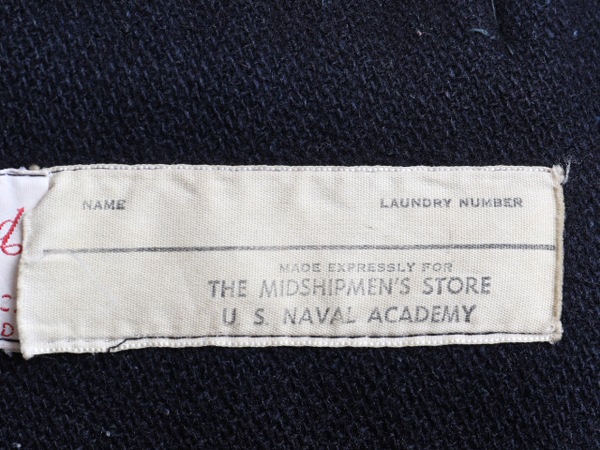 NAME LAUNDRY NUMBER
MADE EXPRESSLY FOR
THE MIDSHIPMEN'S STORE
U. S. NAVAL ACADEMY